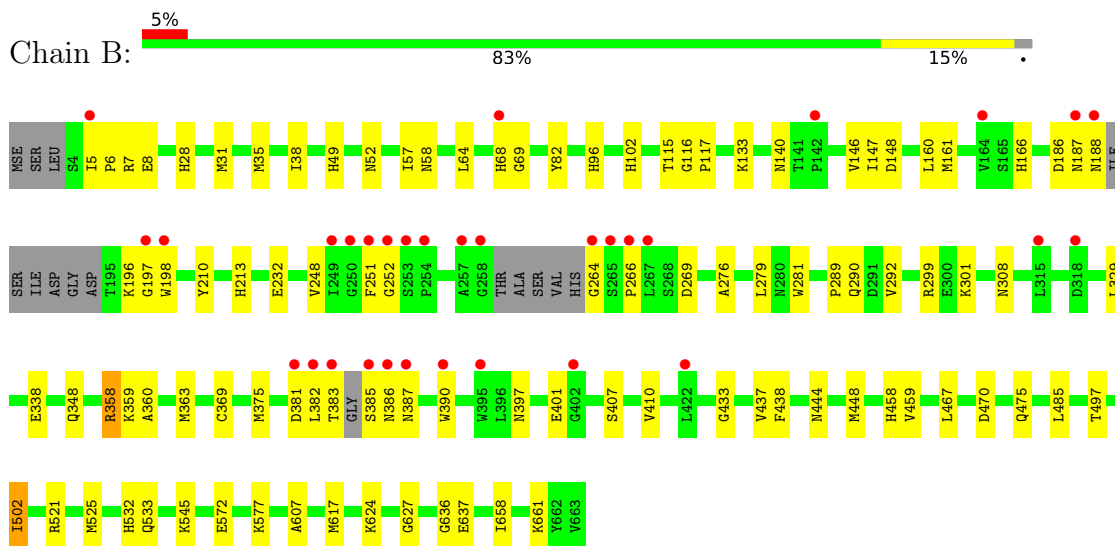 5%
Chain B:
83% 15% •
MSE SER LEU S4 I5 P6 R7 E8 H28 M31 M35 I38 H49 N52 I57 N58 L64 H68 G69 Y82 H96 H102 T115 G116 P117 K133 N140 T141 P142 V146 I147 D148 L160 M161 V164 S165 H166 D186 N187 N188 ILE
SER ILE ASP GLY ASP T195 K196 G197 W198 Y210 H213 E232 V248 I249 G250 F251 G252 S253 P254 A257 G258 THR ALA SER VAL HIS G264 S265 P266 L267 S268 D269 A276 L279 N280 W281 P289 Q290 D291 V292 R299 E300 K301 N308 L315 D318 L329
E338 Q348 R358 K359 A360 M363 C369 M375 D381 L382 T383 GLY S385 N386 N387 W390 W395 L396 N397 E401 G402 S407 V410 L422 G433 V437 F438 N444 M448 H458 V459 L467 D470 Q475 L485 T497
I502 R521 M525 H532 Q533 K545 E572 K577 A607 M617 K624 G627 G636 E637 I658 K661 Y662 V663